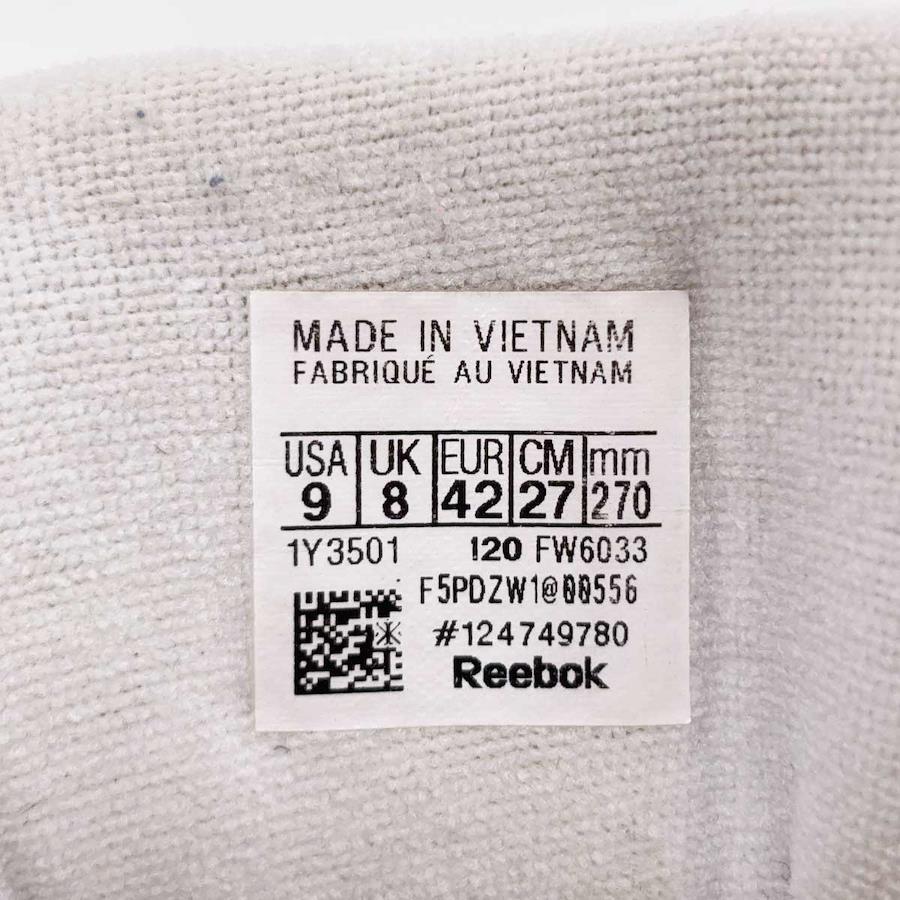 MADE IN VIETNAM
FABRIQUÉ AU VIETNAM
USA UK EUR CM mm
9 8 42 27 270
1Y3501 120 FW6033
F5PDZW1@00556
#124749780
Reebok